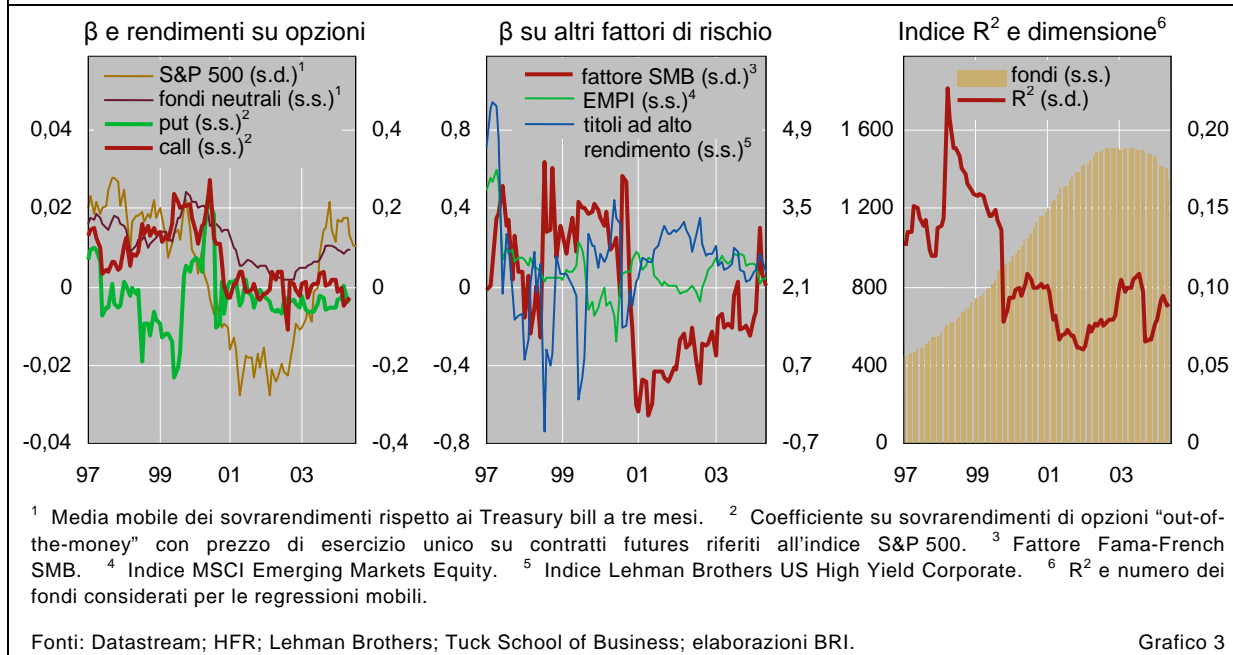 β e rendimenti su opzioni
S&P 500 (s.d.)¹
fondi neutrali (s.s.)¹
put (s.s.)²
call (s.s.)²
0,04
0,02
0
-0,02
-0,04
0,4
0,2
0
-0,2
-0,4
97 99 01 03
β su altri fattori di rischio
fattore SMB (s.d.)³
EMPI (s.s.)⁴
titoli ad alto
rendimento (s.s.)⁵
0,8
0,4
0
-0,4
-0,8
4,9
3,5
2,1
0,7
-0,7
97 99 01 03
Indice R² e dimensione⁶
fondi (s.s.)
R² (s.d.)
1 600
1 200
800
400
0
0,20
0,15
0,10
0,05
0
97 99 01 03
¹ Media mobile dei sovrarendimenti rispetto ai Treasury bill a tre mesi. ² Coefficiente su sovrarendimenti di opzioni “out-of-
the-money” con prezzo di esercizio unico su contratti futures riferiti all’indice S&P 500. ³ Fattore Fama-French
SMB. ⁴ Indice MSCI Emerging Markets Equity. ⁵ Indice Lehman Brothers US High Yield Corporate. ⁶ R² e numero dei
fondi considerati per le regressioni mobili.
Fonti: Datastream; HFR; Lehman Brothers; Tuck School of Business; elaborazioni BRI. Grafico 3